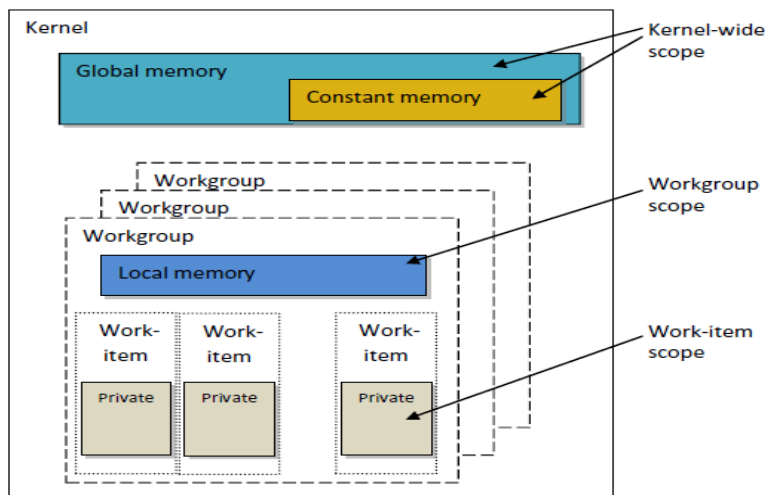 Kernel
Global memory
Constant memory
Kernel-wide
scope
Workgroup
Workgroup
Workgroup
Workgroup
scope
Local memory
Work-
item
Work-
item
Work-
item
Private
Private
Private
Work-item
scope